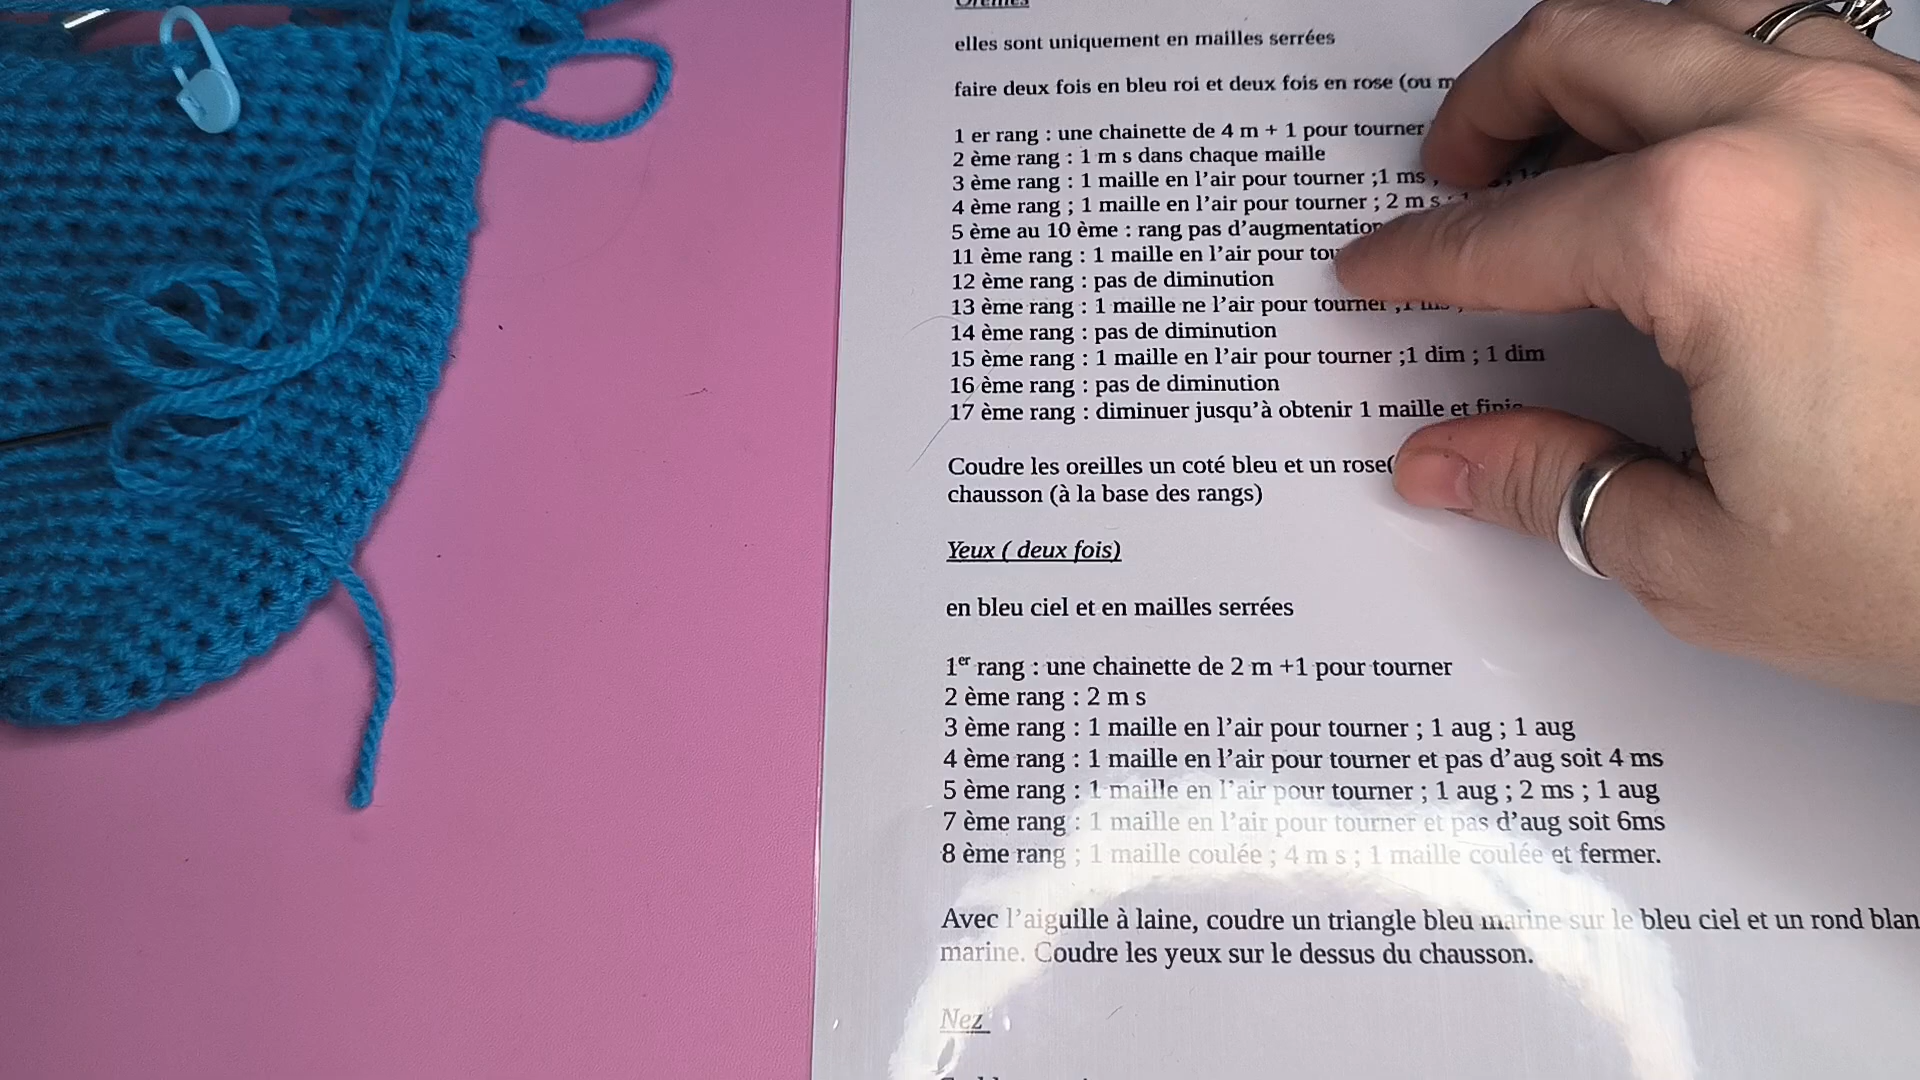 Oreilles
elles sont uniquement en mailles serrées
faire deux fois en bleu roi et deux fois en rose (ou
1 er rang : une chainette de 4 m + 1 pour tourner
2 ème rang : 1 m s dans chaque maille
3 ème rang : 1 maille en l’air pour tourner ;1 ms
4 ème rang ; 1 maille en l’air pour tourner ; 2 m s
5 ème au 10 ème : rang pas d’augmentation
11 ème rang : 1 maille en l’air pour
12 ème rang : pas de diminution
13 ème rang : 1 maille ne l’air pour tourner ,1 ms ,
14 ème rang : pas de diminution
15 ème rang : 1 maille en l’air pour tourner ;1 dim ; 1 dim
16 ème rang : pas de diminution
17 ème rang : diminuer jusqu’à obtenir 1 maille et
Coudre les oreilles un coté bleu et un rose(
chausson (à la base des rangs)
Yeux ( deux fois)
en bleu ciel et en mailles serrées
1er rang : une chainette de 2 m +1 pour tourner
2 ème rang : 2 m s
3 ème rang : 1 maille en l’air pour tourner ; 1 aug ; 1 aug
4 ème rang : 1 maille en l’air pour tourner et pas d’aug soit 4 ms
5 ème rang : 1 maille en l’air pour tourner ; 1 aug ; 2 ms ; 1 aug
7 ème rang : 1 maille en l’air pour tourner et pas d’aug soit 6ms
8 ème rang ; 1 maille coulée ; 4 m s ; 1 maille coulée et fermer.
Avec l’aiguille à laine, coudre un triangle bleu marine sur le bleu ciel et un rond blan
marine. Coudre les yeux sur le dessus du chausson.
Nez